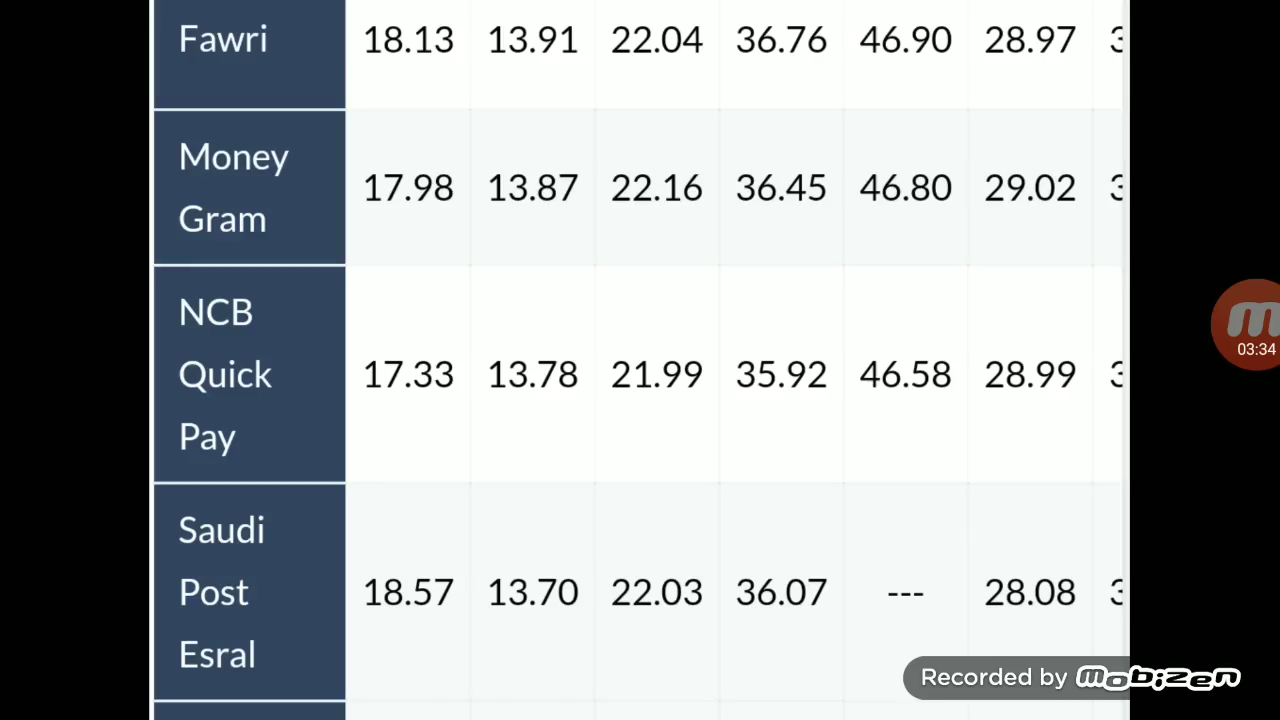 Fawri 18.13 13.91 22.04 36.76 46.90 28.97
Money
Gram 17.98 13.87 22.16 36.45 46.80 29.02
NCB
Quick
Pay 17.33 13.78 21.99 35.92 46.58 28.99
Saudi
Post
Esral 18.57 13.70 22.03 36.07 --- 28.08
03:34
Recorded by mobizen